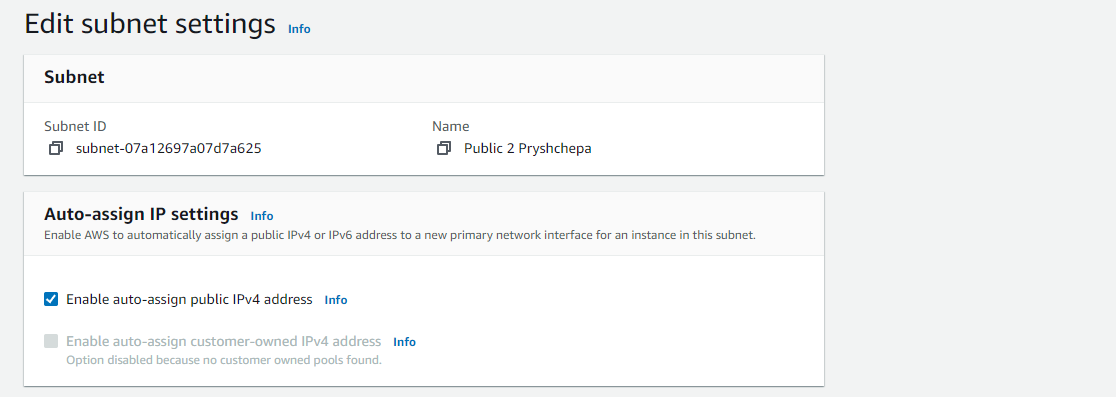 Edit subnet settings Info
Subnet
Subnet ID
subnet-07a12697a07d7a625
Name
Public 2 Pryshchepa
Auto-assign IP settings Info
Enable AWS to automatically assign a public IPv4 or IPv6 address to a new primary network interface for an instance in this subnet.
Enable auto-assign public IPv4 address Info
Enable auto-assign customer-owned IPv4 address Info
Option disabled because no customer owned pools found.